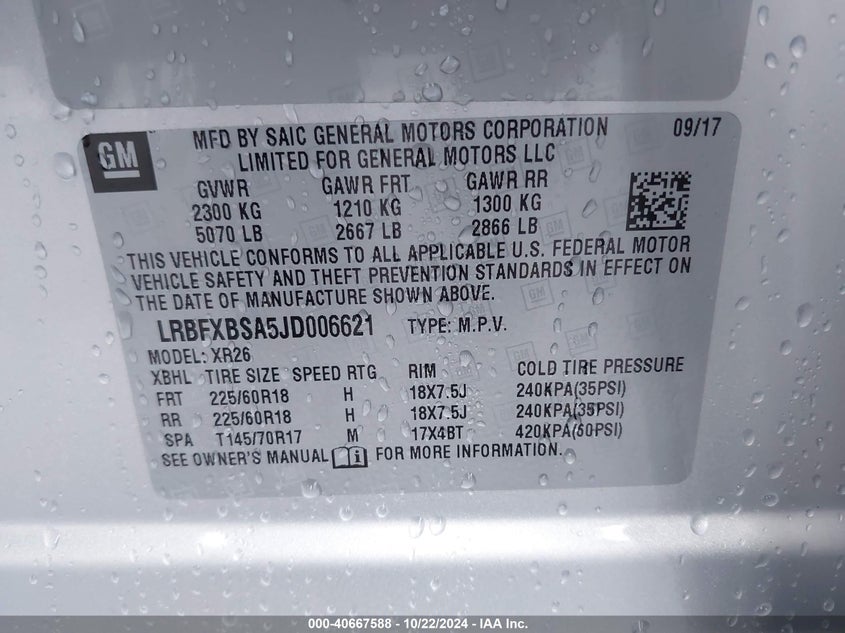 GM
MFD BY SAIC GENERAL MOTORS CORPORATION 09/17
LIMITED FOR GENERAL MOTORS LLC
GVWR GAWR FRT GAWR RR
2300 KG 1210 KG 1300 KG
5070 LB 2667 LB 2866 LB
THIS VEHICLE CONFORMS TO ALL APPLICABLE U.S. FEDERAL MOTOR
VEHICLE SAFETY AND THEFT PREVENTION STANDARDS IN EFFECT ON
THE DATE OF MANUFACTURE SHOWN ABOVE.
LRBFXBSA5JD006621 TYPE: M.P.V.
MODEL: XR26
XBHL TIRE SIZE SPEED RTG RIM COLD TIRE PRESSURE
FRT 225/60R18 H 18X7.5J 240KPA(35PSI)
RR 225/60R18 H 18X7.5J 240KPA(35PSI)
SPA T145/70R17 M 17X4BT 420KPA(60PSI)
SEE OWNER'S MANUAL FOR MORE INFORMATION.
000-40667588 - 10/22/2024 - IAA Inc.